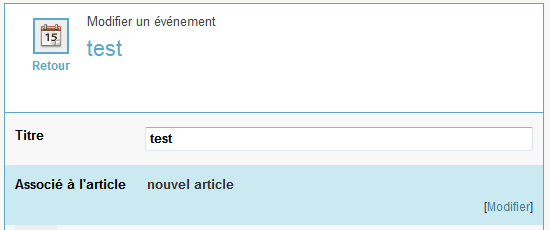 Modifier un événement
15
test
Retour
Titre
test
Associé à l'article nouvel article
[Modifier]